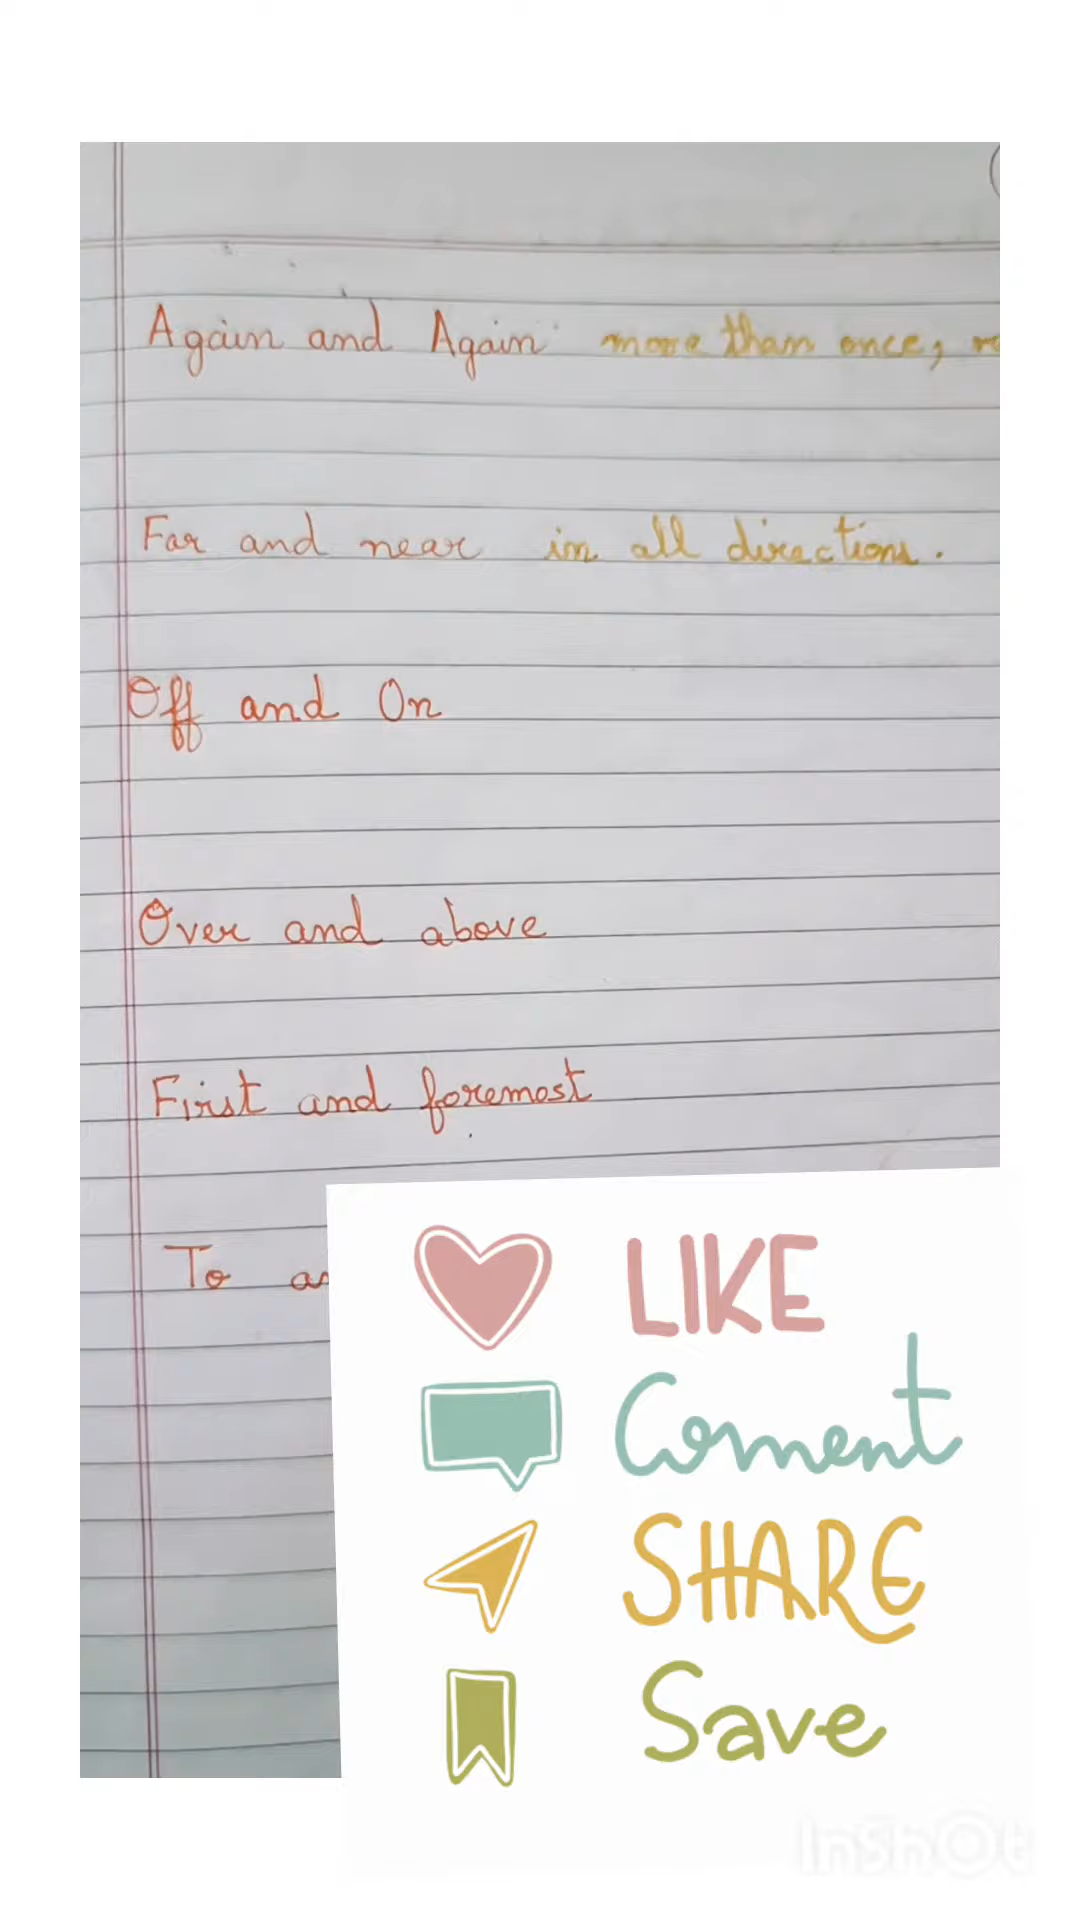 Again and Again more than once,
Far and near in all directions.
Off and On
Over and above
First and foremost
To
LIKE
Coment
SHARE
Save
InShOt